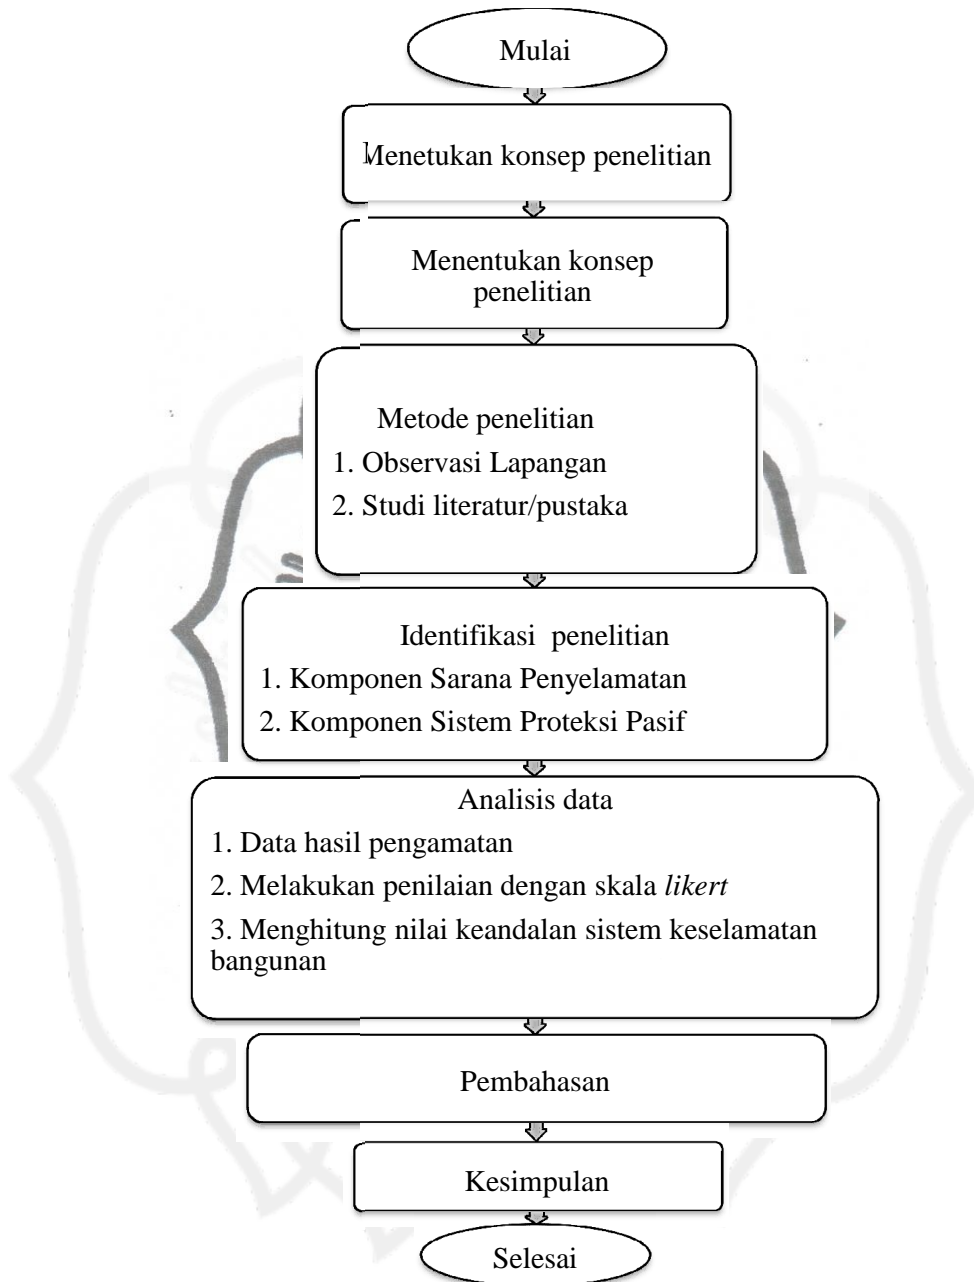 Mulai
Menetukan konsep penelitian
Menentukan konsep
penelitian
Metode penelitian
1. Observasi Lapangan
2. Studi literatur/pustaka
Identifikasi penelitian
1. Komponen Sarana Penyelamatan
2. Komponen Sistem Proteksi Pasif
Analisis data
1. Data hasil pengamatan
2. Melakukan penilaian dengan skala likert
3. Menghitung nilai keandalan sistem keselamatan
bangunan
Pembahasan
Kesimpulan
Selesai